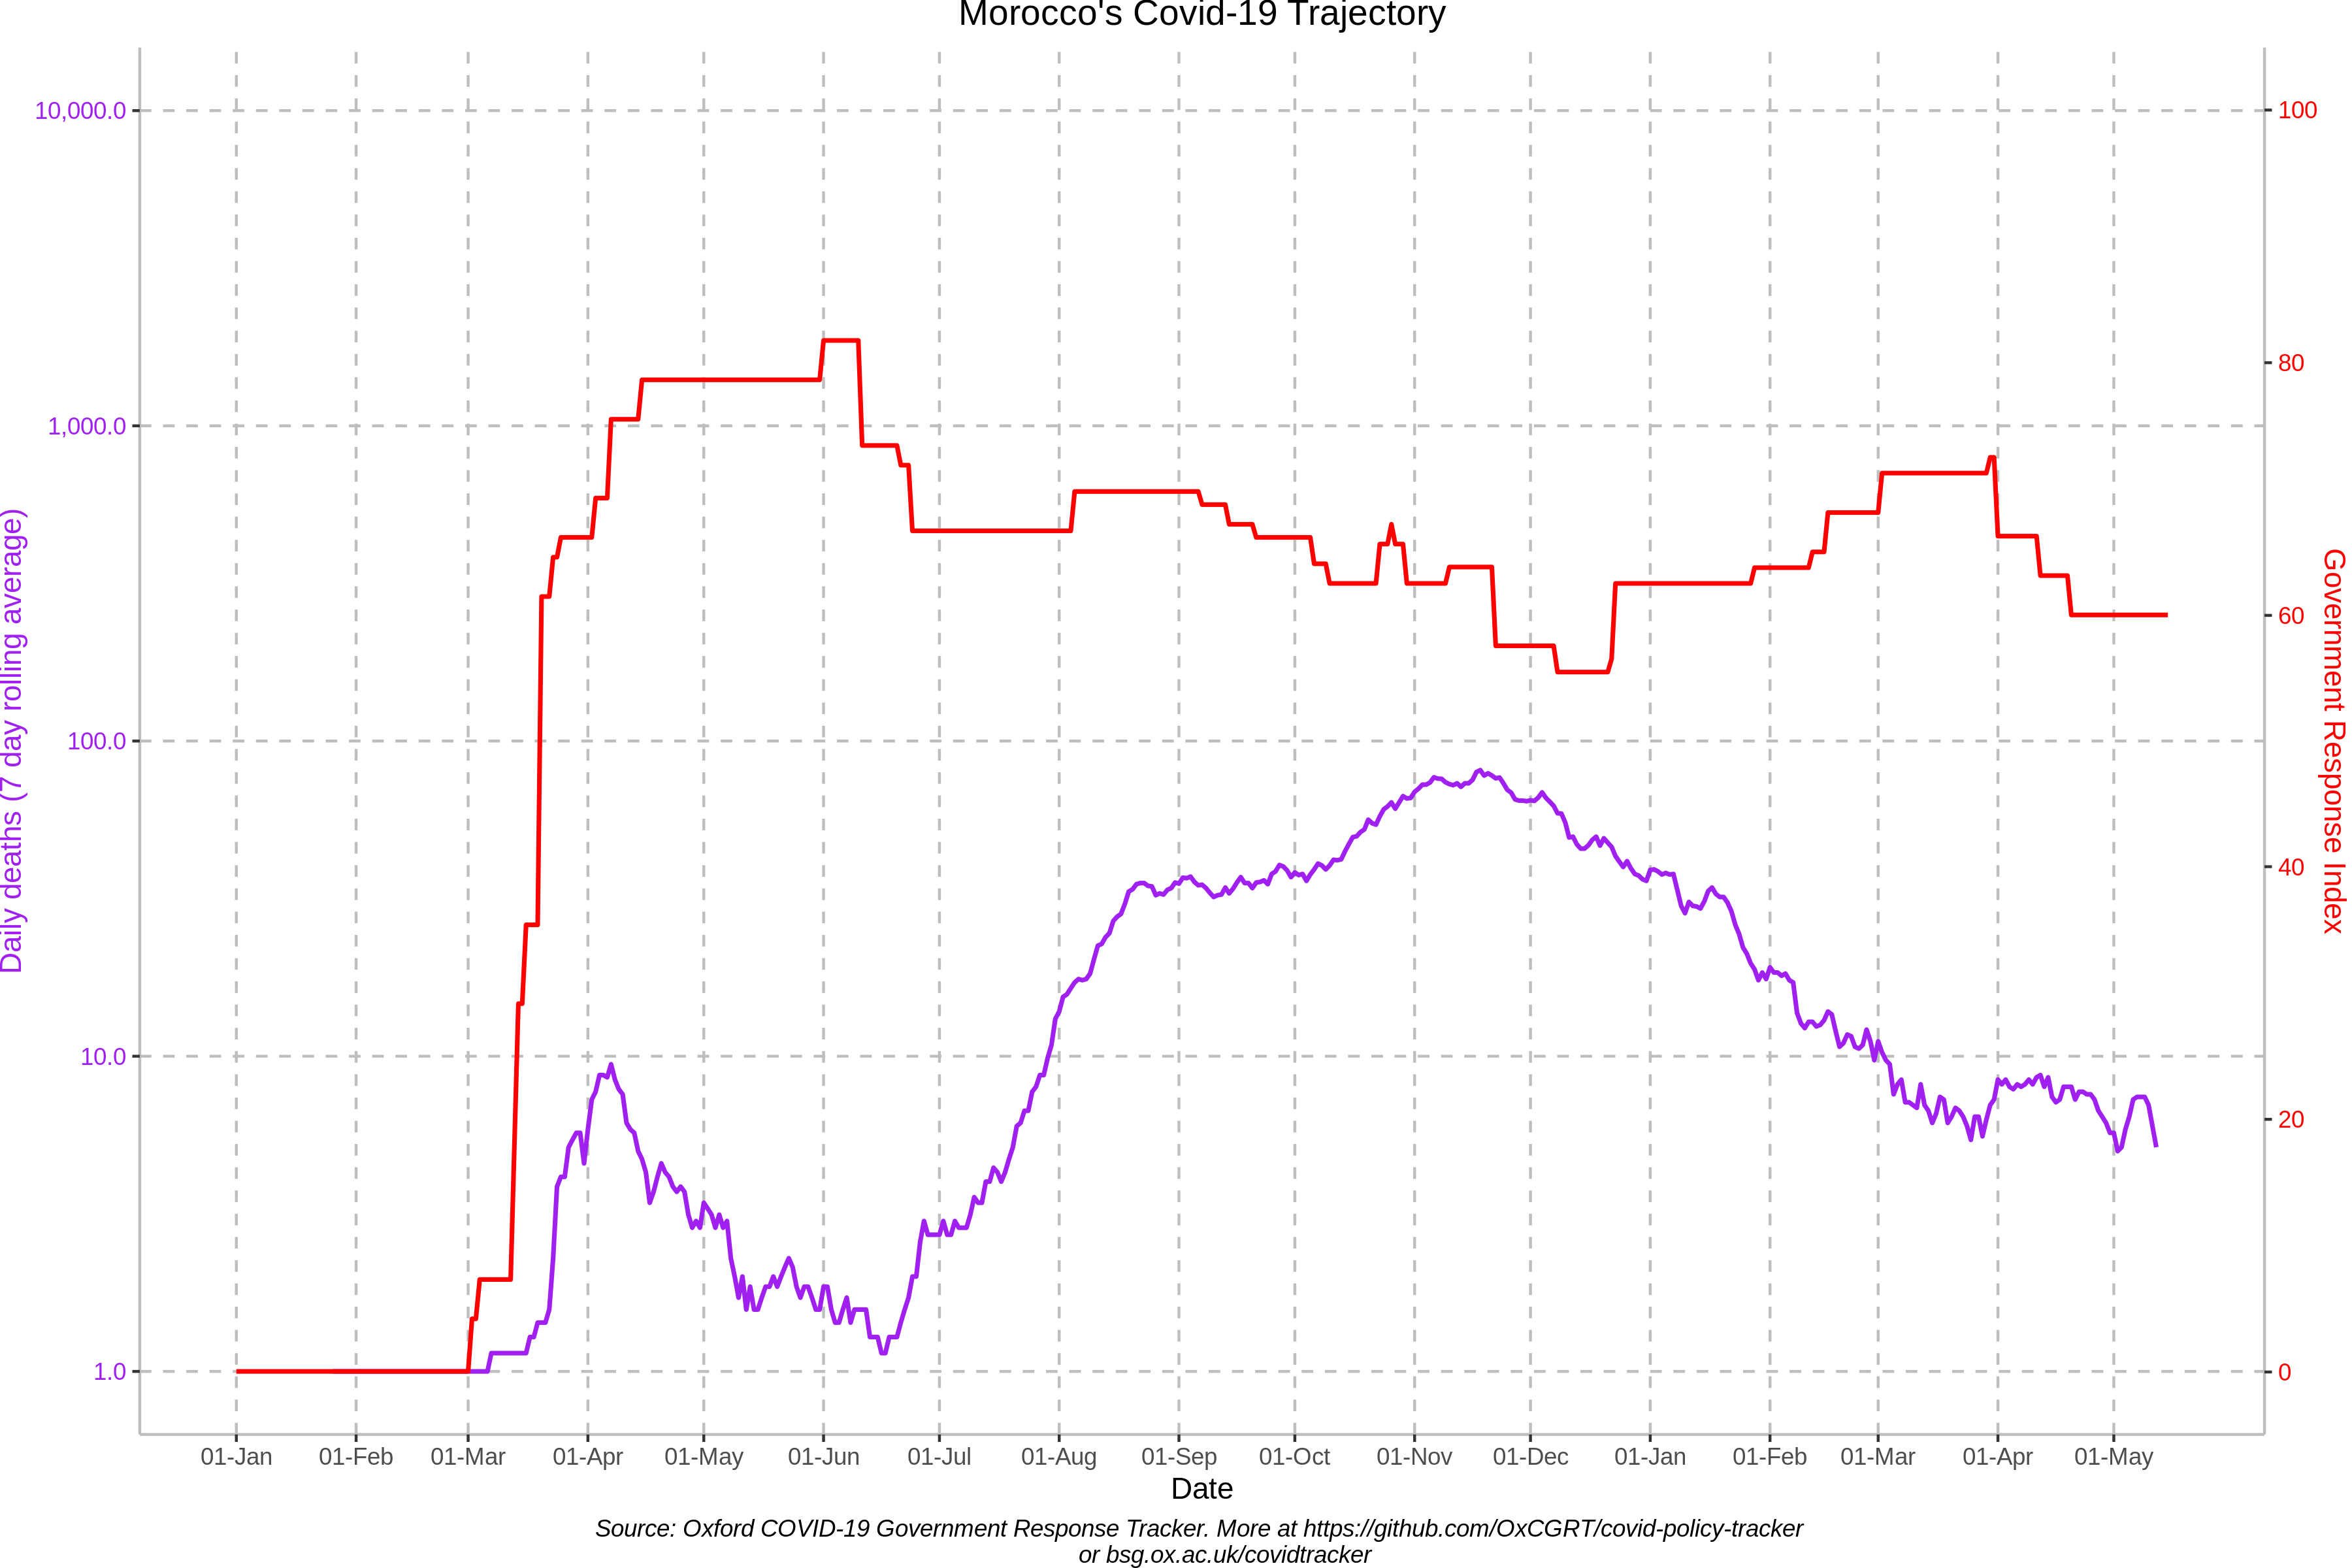 Morocco's Covid-19 Trajectory
10,000.0
1,000.0
100.0
10.0
1.0
Daily deaths (7 day rolling average)
100
80
60
40
20
0
Government Response Index
01-Jan 01-Feb 01-Mar 01-Apr 01-May 01-Jun 01-Jul 01-Aug 01-Sep 01-Oct 01-Nov 01-Dec 01-Jan 01-Feb 01-Mar 01-Apr 01-May
Date
Source: Oxford COVID-19 Government Response Tracker. More at https://github.com/OxCGRT/covid-policy-tracker
or bsg.ox.ac.uk/covidtracker